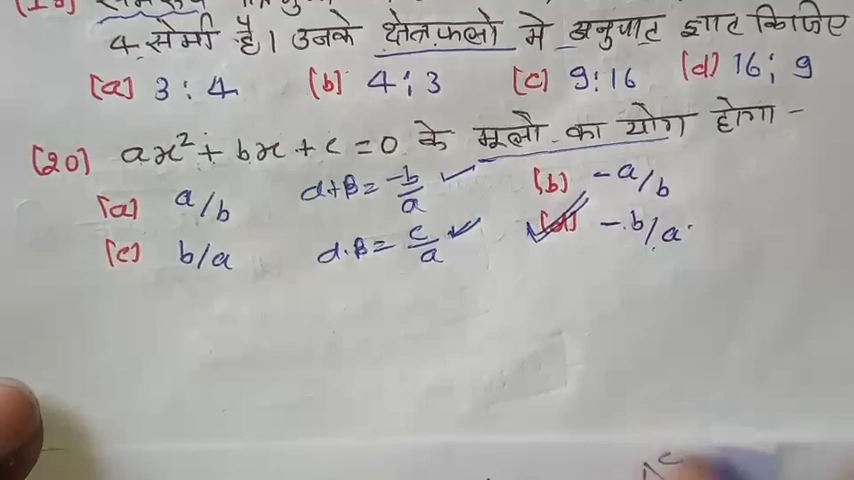 4 सेमी है। उनके क्षेत्रफलो मे अनुपात ज्ञात किजिए
(a) 3 : 4 (b) 4 : 3 (c) 9 : 16 (d) 16 : 9
(20) ax² + bx + c = 0 के मूलो का योग होगा -
(a) a/b α+β = -b/a (b) -a/b
(c) b/a α.β = c/a (d) -b/a